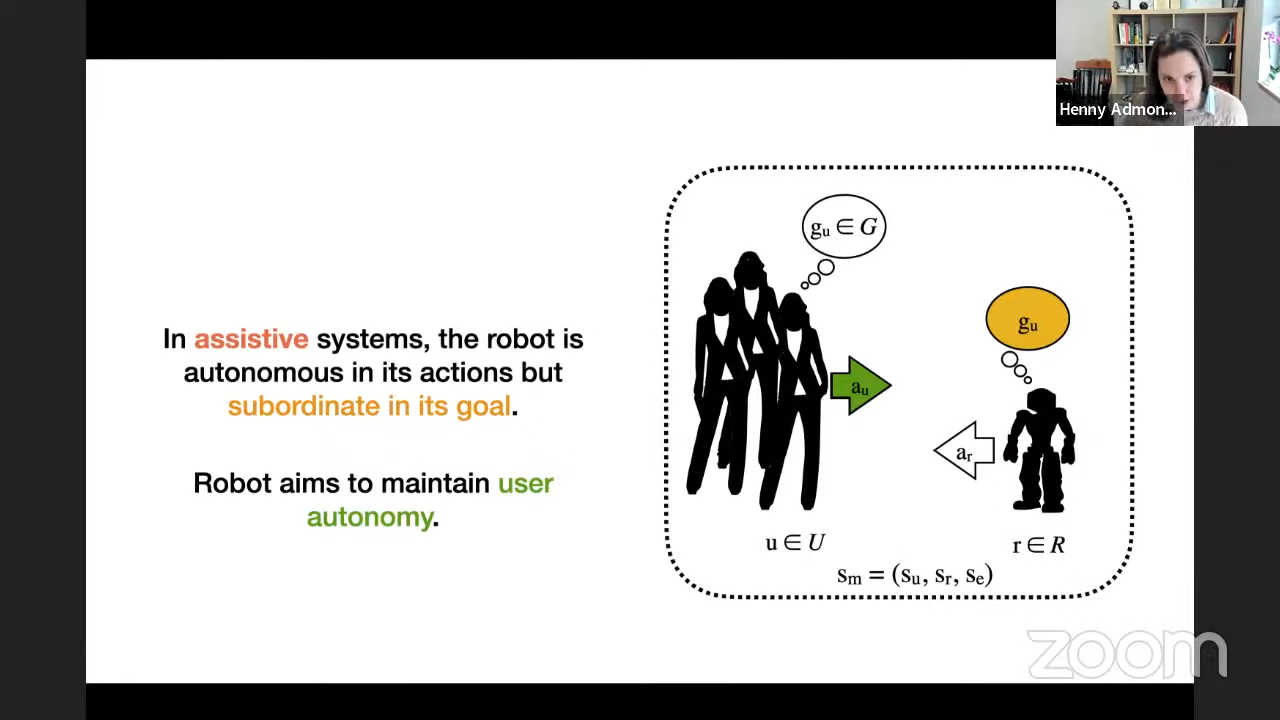 Henny Admon...
In assistive systems, the robot is
autonomous in its actions but
subordinate in its goal.
Robot aims to maintain user
autonomy.
gu ∈ G
gu
au
ar
u ∈ U
r ∈ R
sm = (su, sr, se)
zoom